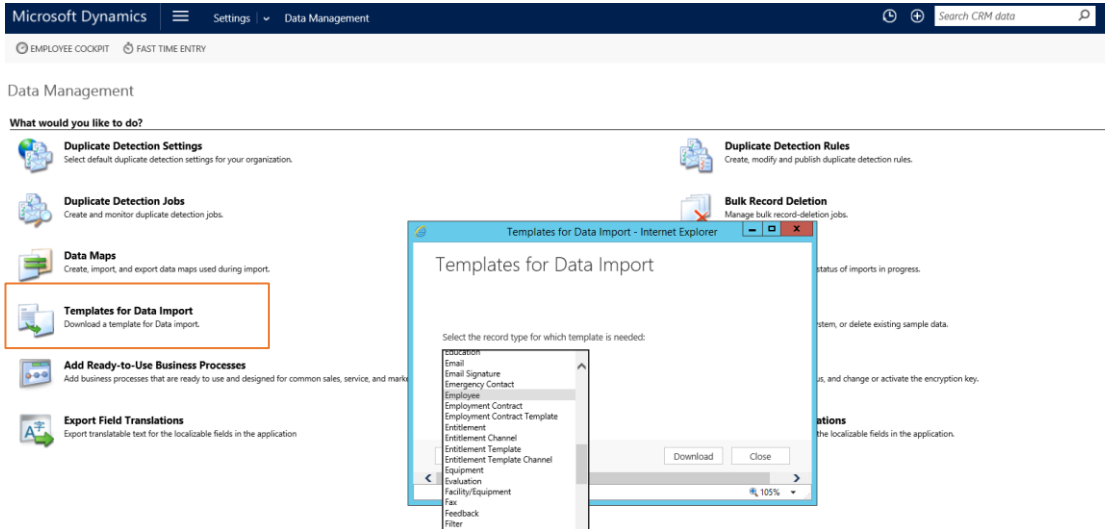 Microsoft Dynamics Settings Data Management Search CRM data
EMPLOYEE COCKPIT FAST TIME ENTRY
Data Management
What would you like to do?
Duplicate Detection Settings
Select default duplicate detection settings for your organization.
Duplicate Detection Rules
Create, modify and publish duplicate detection rules.
Duplicate Detection Jobs
Create and monitor duplicate detection jobs.
Bulk Record Deletion
Manage bulk record-deletion jobs.
Data Maps
Create, import, and export data maps used during import.
status of imports in progress.
Templates for Data Import
Download a template for Data import.
or delete existing sample data.
Add Ready-to-Use Business Processes
Add business processes that are ready to use and designed for common sales, service, and
and change or activate the encryption key.
Export Field Translations
Export translatable text for the localizable fields in the application
the localizable fields in the application.
Templates for Data Import - Internet Explorer
Templates for Data Import
Select the record type for which template is needed:
Education
Email
Email Signature
Emergency Contact
Employee
Employment Contract
Employment Contract Template
Entitlement
Entitlement Channel
Entitlement Template
Entitlement Template Channel
Equipment
Evaluation
Facility/Equipment
Fax
Feedback
Filter
Download Close
105%